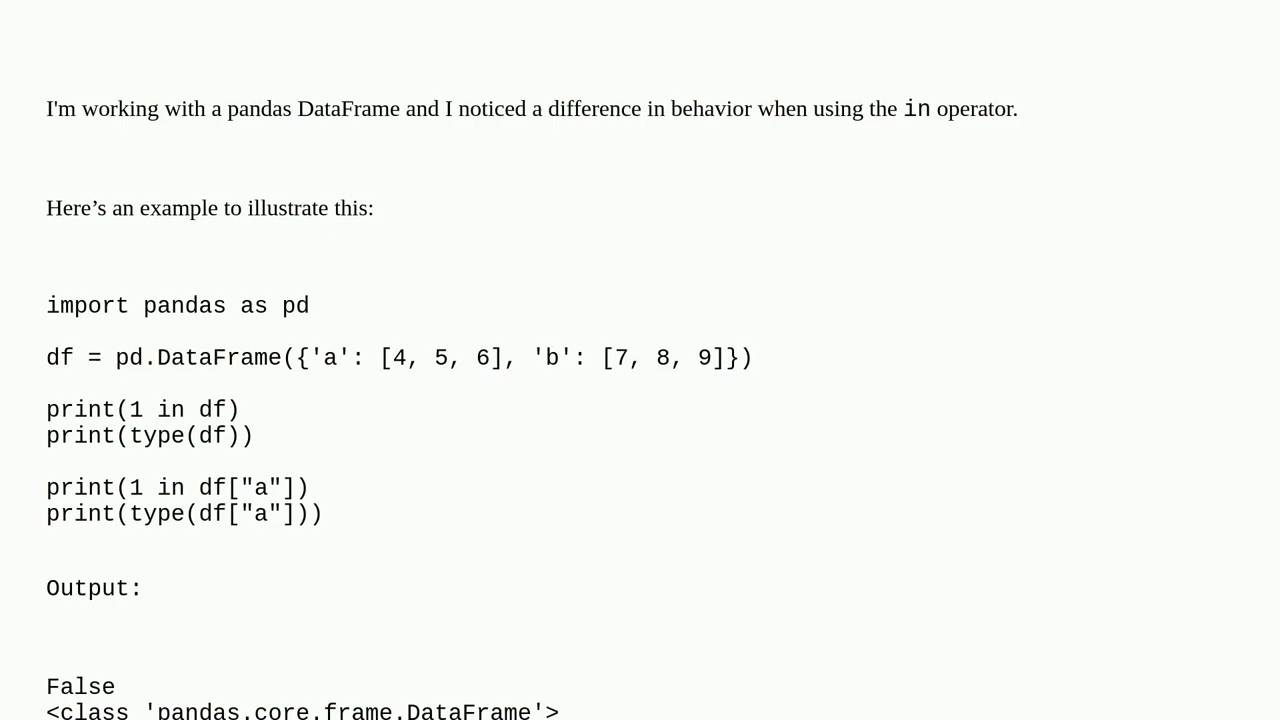 I'm working with a pandas DataFrame and I noticed a difference in behavior when using the in operator.
Here’s an example to illustrate this:
import pandas as pd
df = pd.DataFrame({'a': [4, 5, 6], 'b': [7, 8, 9]})
print(1 in df)
print(type(df))
print(1 in df["a"])
print(type(df["a"]))
Output:
False
<class 'pandas.core.frame.DataFrame'>